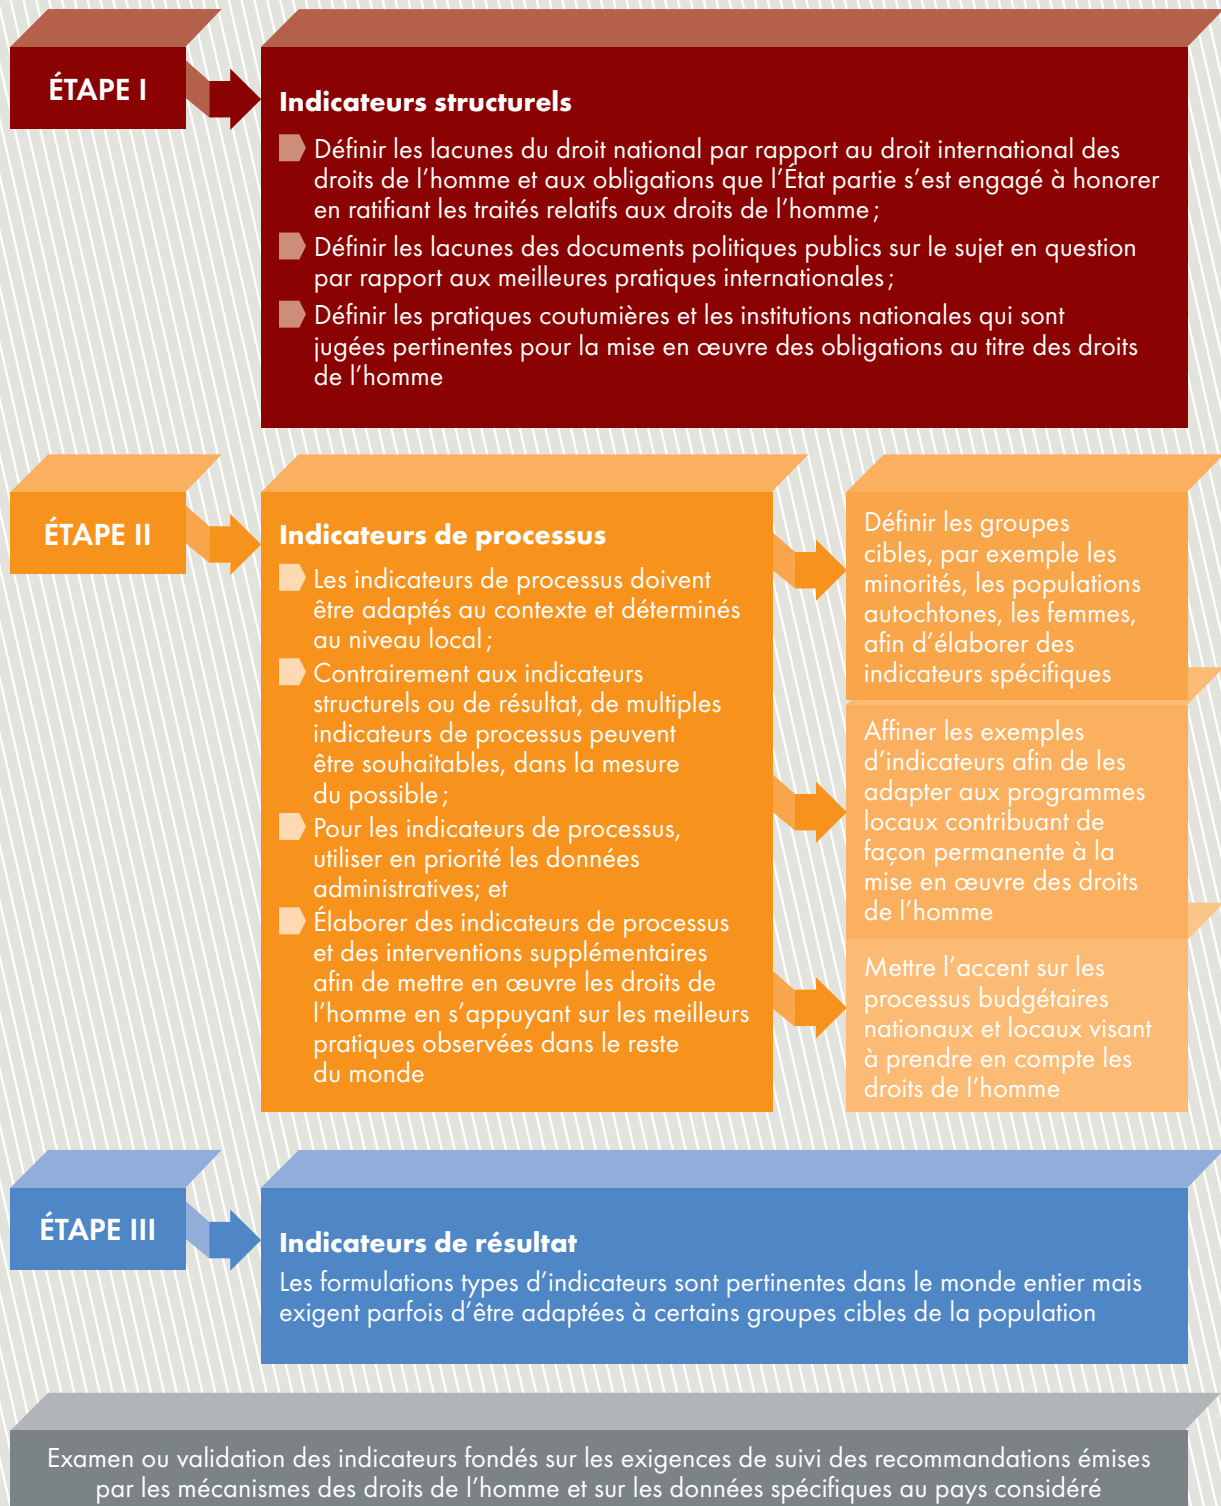 ÉTAPE I
Indicateurs structurels
Définir les lacunes du droit national par rapport au droit international des
droits de l’homme et aux obligations que l’État partie s’est engagé à honorer
en ratifiant les traités relatifs aux droits de l’homme ;
Définir les lacunes des documents politiques publics sur le sujet en question
par rapport aux meilleures pratiques internationales ;
Définir les pratiques coutumières et les institutions nationales qui sont
jugées pertinentes pour la mise en œuvre des obligations au titre des droits
de l’homme
ÉTAPE II
Indicateurs de processus
Les indicateurs de processus doivent
être adaptés au contexte et déterminés
au niveau local ;
Contrairement aux indicateurs
structurels ou de résultat, de multiples
indicateurs de processus peuvent
être souhaitables, dans la mesure
du possible ;
Pour les indicateurs de processus,
utiliser en priorité les données
administratives; et
Élaborer des indicateurs de processus
et des interventions supplémentaires
afin de mettre en œuvre les droits de
l’homme en s’appuyant sur les meilleurs
pratiques observées dans le reste
du monde
Définir les groupes
cibles, par exemple les
minorités, les populations
autochtones, les femmes,
afin d’élaborer des
indicateurs spécifiques
Affiner les exemples
d’indicateurs afin de les
adapter aux programmes
locaux contribuant de
façon permanente à la
mise en œuvre des droits
de l’homme
Mettre l’accent sur les
processus budgétaires
nationaux et locaux visant
à prendre en compte les
droits de l’homme
ÉTAPE III
Indicateurs de résultat
Les formulations types d’indicateurs sont pertinentes dans le monde entier mais
exigent parfois d’être adaptées à certains groupes cibles de la population
Examen ou validation des indicateurs fondés sur les exigences de suivi des recommandations émises
par les mécanismes des droits de l’homme et sur les données spécifiques au pays considéré